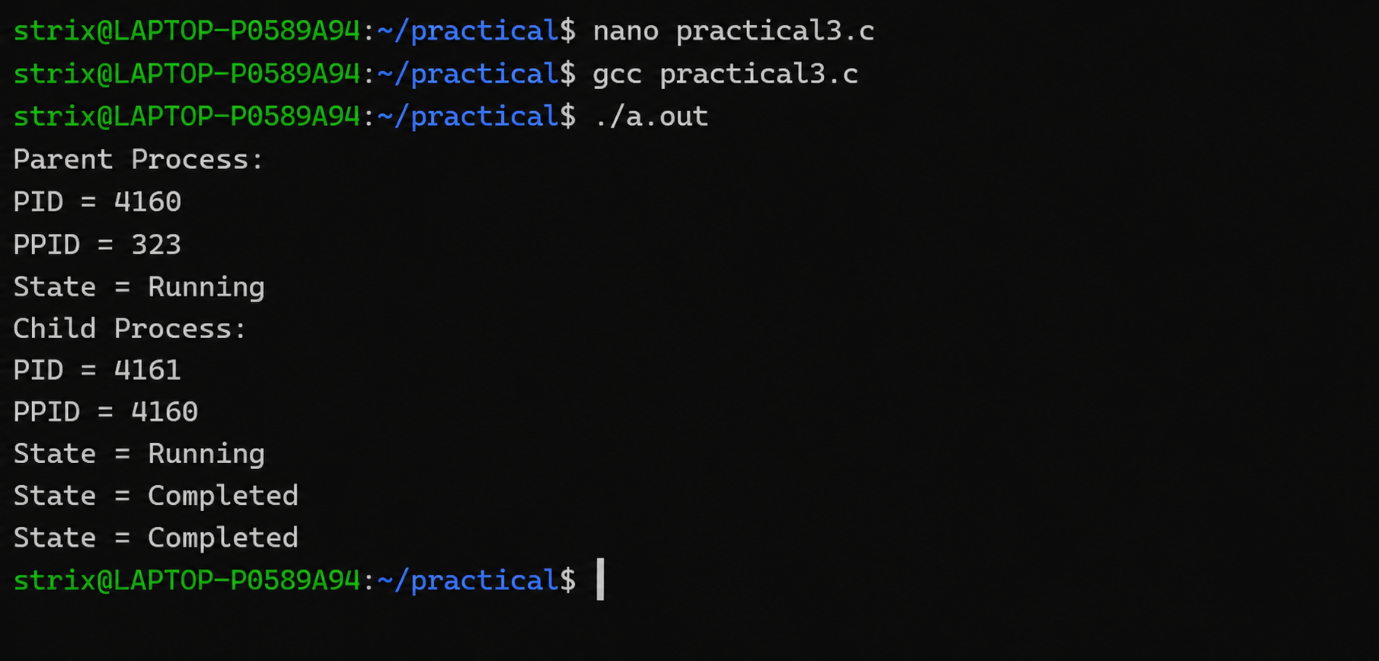 strix@LAPTOP-P0589A94:~/practical$ nano practical3.c
strix@LAPTOP-P0589A94:~/practical$ gcc practical3.c
strix@LAPTOP-P0589A94:~/practical$ ./a.out
Parent Process:
PID = 4160
PPID = 323
State = Running
Child Process:
PID = 4161
PPID = 4160
State = Running
State = Completed
State = Completed
strix@LAPTOP-P0589A94:~/practical$